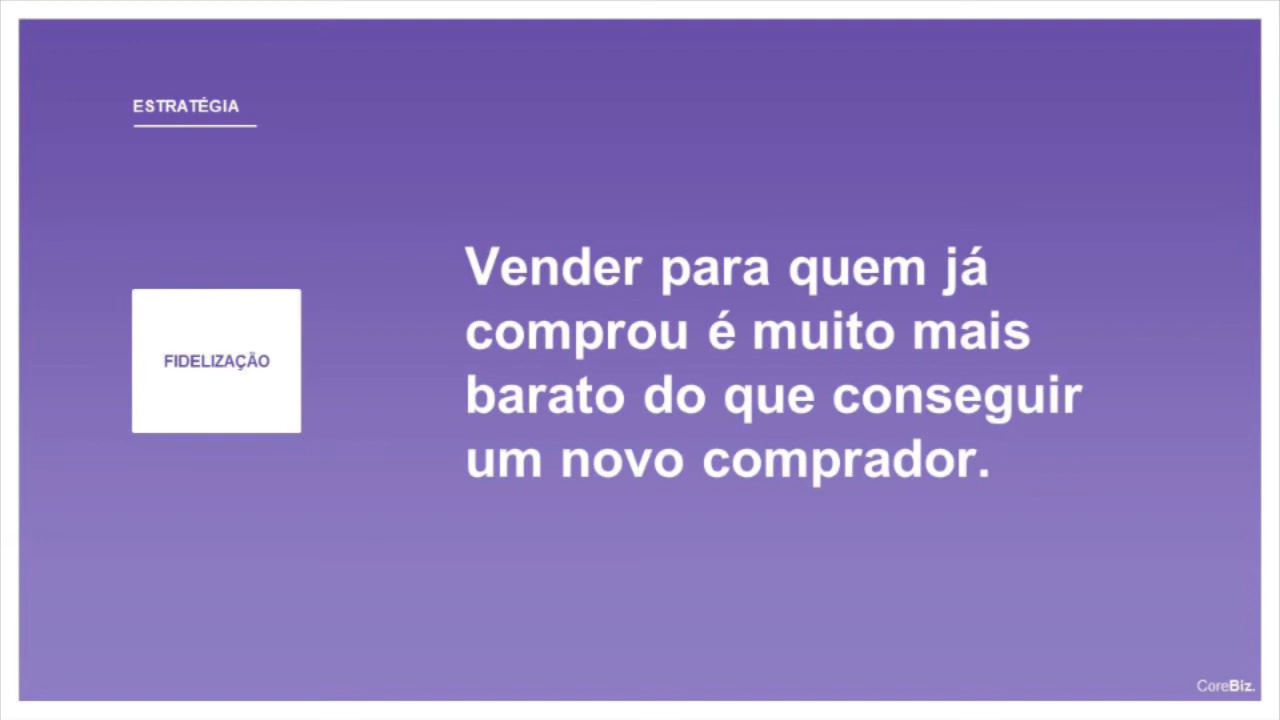 ESTRATÉGIA
FIDELIZAÇÃO
Vender para quem já
comprou é muito mais
barato do que conseguir
um novo comprador.
CoreBiz.